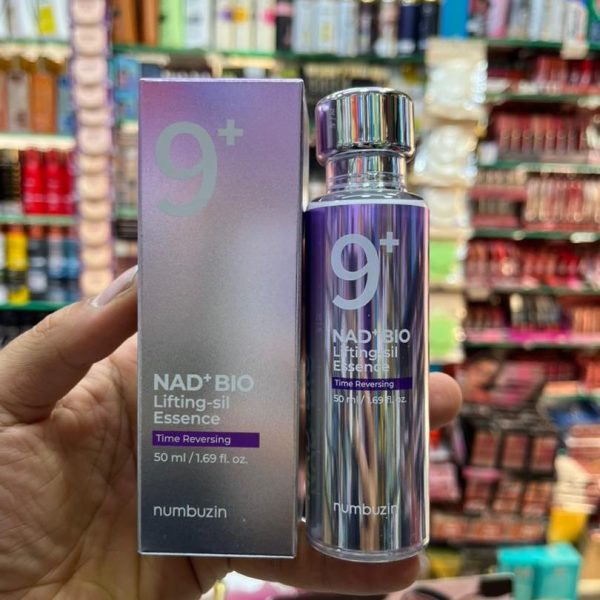 9+
NAD+ BIO
Lifting-sil
Essence
Time Reversing
50 ml / 1.69 fl. oz.
numbuzin
9+
NAD+ BIO
Lifting-sil
Essence
Time Reversing
50 ml / 1.69 fl. oz.
numbuzin